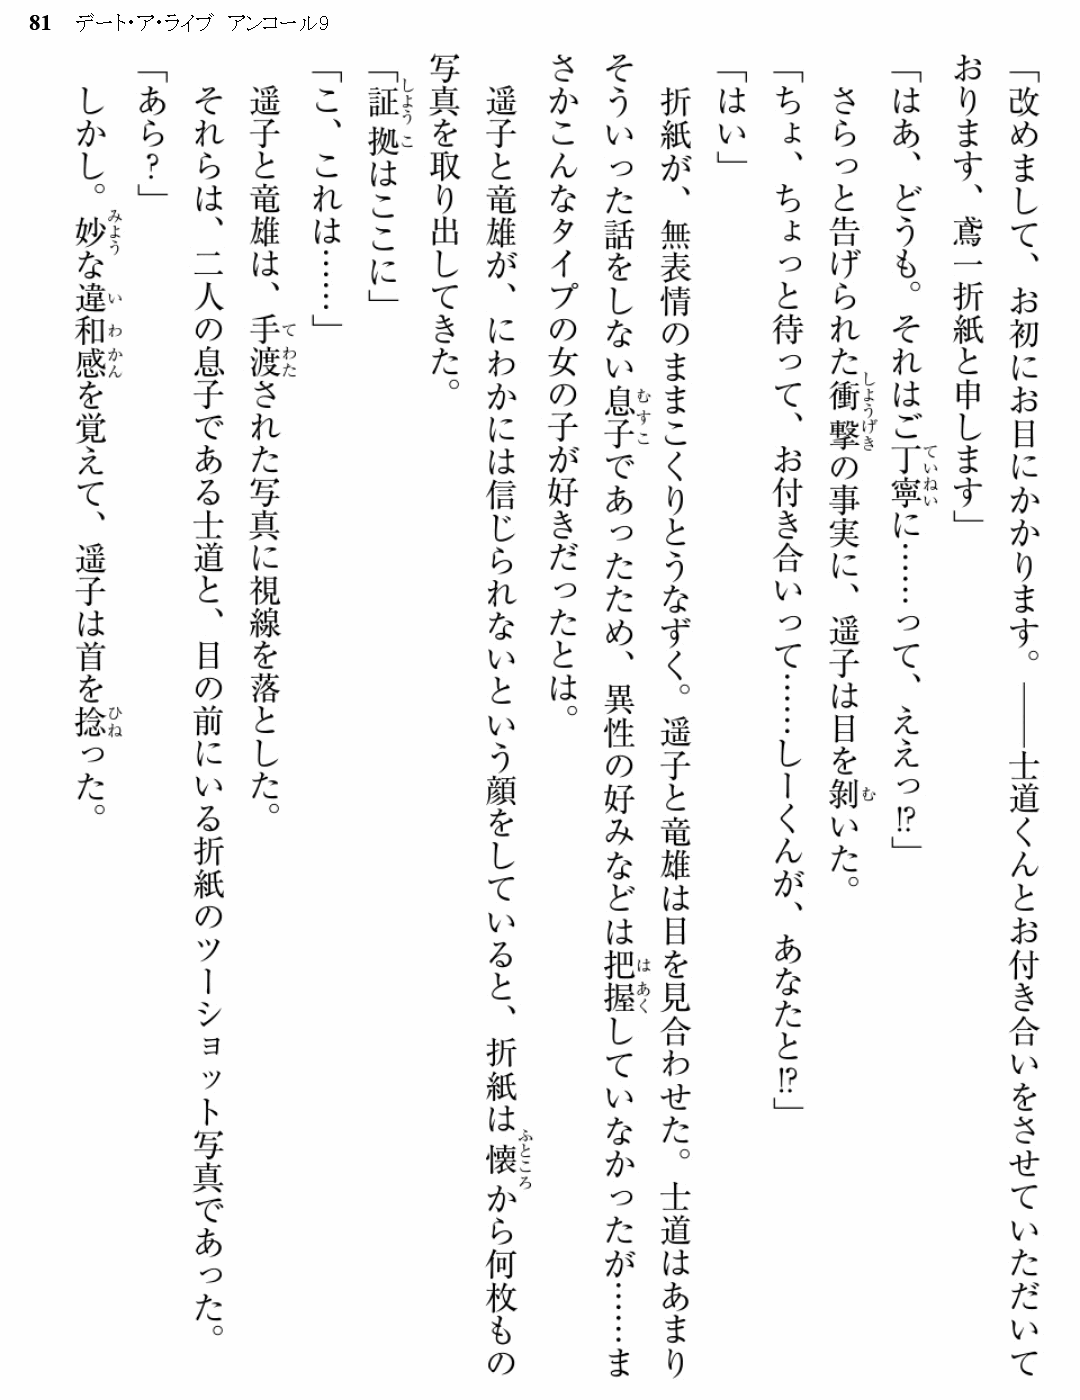 81 デート・ア・ライブ アンコール9
「改めまして、お初にお目にかかります。――士道くんとお付き合いをさせていただいて
おります、鳶一折紙と申します」
「はあ、どうも。それはご丁寧に……って、ええっ!?」
さらっと告げられた衝撃の事実に、遥子は目を剝いた。
「ちょ、ちょっと待って、お付き合いって……しーくんが、あなたと!?」
「はい」
折紙が、無表情のままこくりとうなずく。遥子と竜雄は目を見合わせた。士道はあまり
そういった話をしない息子であったため、異性の好みなどは把握していなかったが……ま
さかこんなタイプの女の子が好きだったとは。
遥子と竜雄が、にわかには信じられないという顔をしていると、折紙は懐から何枚もの
写真を取り出してきた。
「証拠はここに」
「こ、これは……」
遥子と竜雄は、手渡された写真に視線を落とした。
それらは、二人の息子である士道と、目の前にいる折紙のツーショット写真であった。
「あら?」
しかし。妙な違和感を覚えて、遥子は首を捻った。